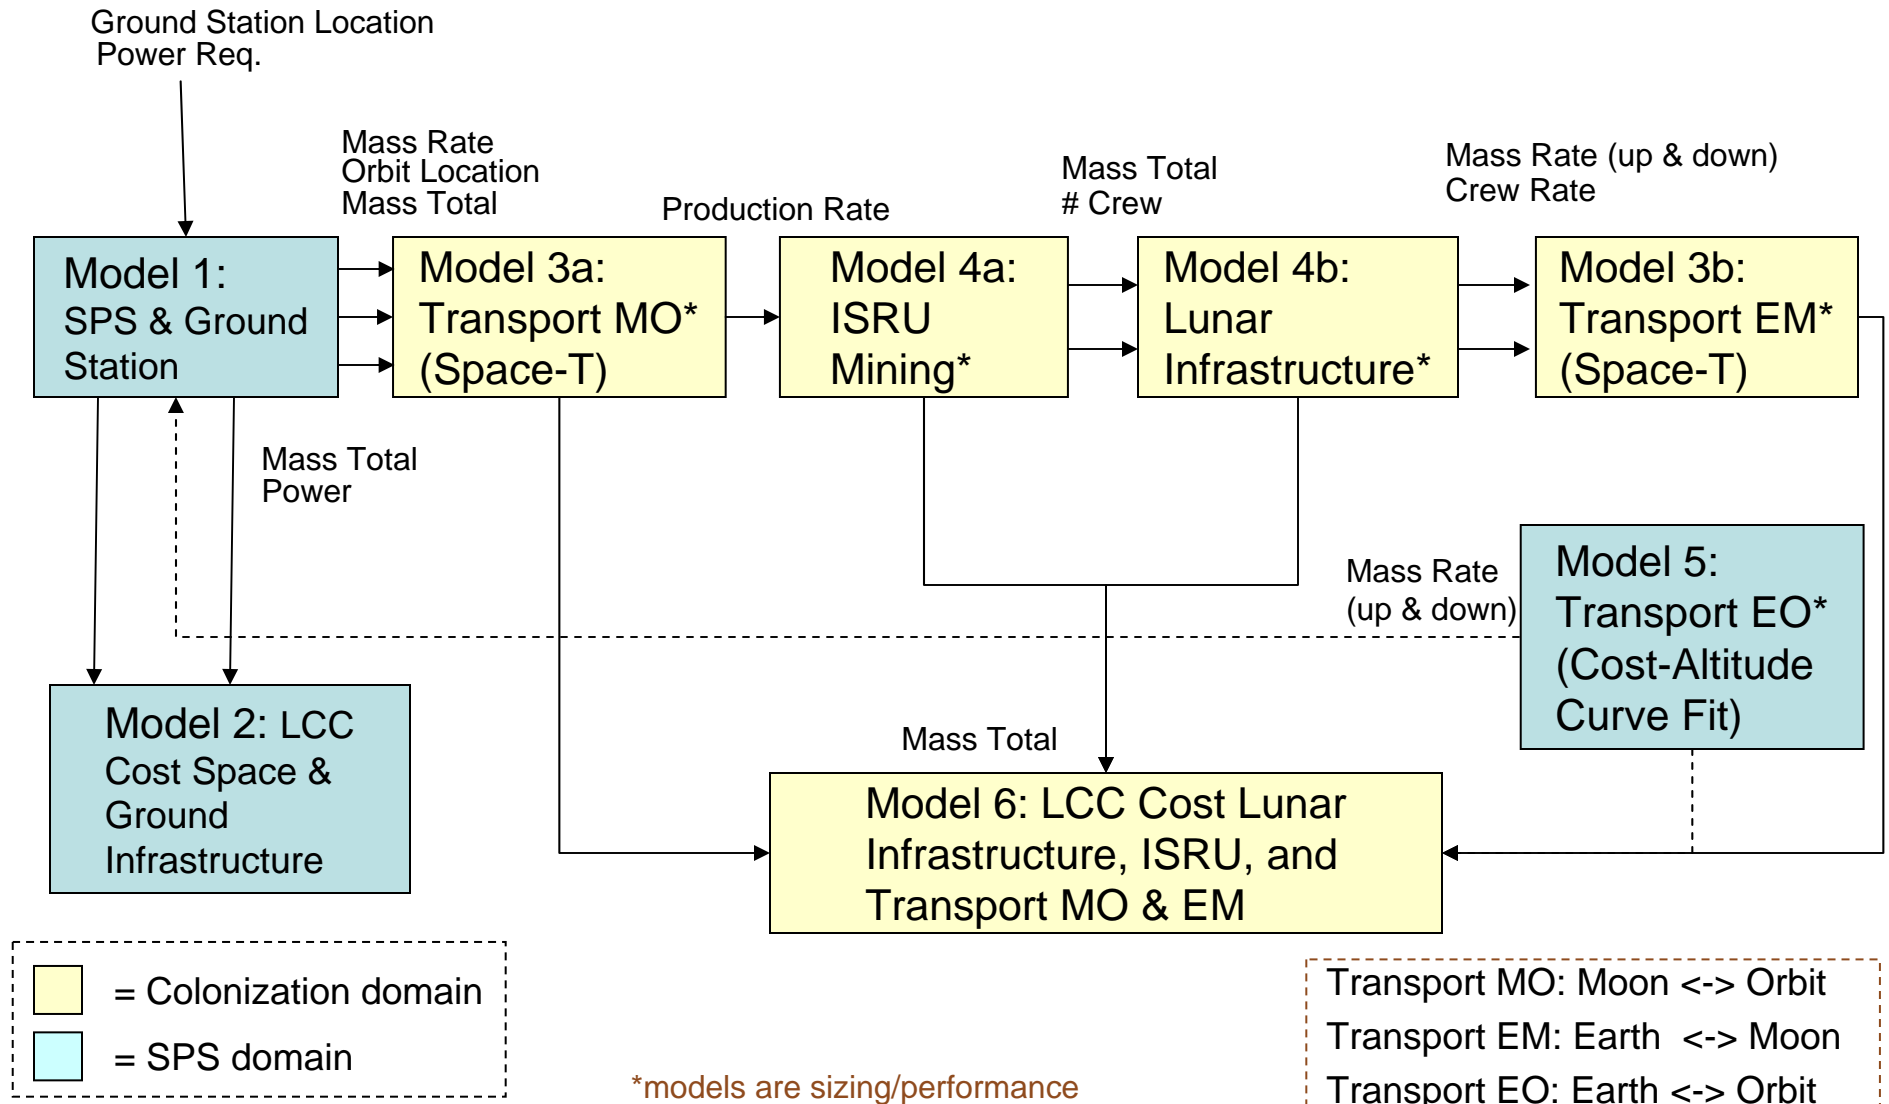 Ground Station Location
Power Req.
Mass Rate
Orbit Location
Mass Total
Production Rate
Mass Total
# Crew
Mass Rate (up & down)
Crew Rate
Model 1:
SPS & Ground
Station
Model 3a:
Transport MO*
(Space-T)
Model 4a:
ISRU
Mining*
Model 4b:
Lunar
Infrastructure*
Model 3b:
Transport EM*
(Space-T)
Mass Total
Power
Mass Rate
(up & down)
Model 5:
Transport EO*
(Cost-Altitude
Curve Fit)
Model 2: LCC
Cost Space &
Ground
Infrastructure
Mass Total
Model 6: LCC Cost Lunar
Infrastructure, ISRU, and
Transport MO & EM
= Colonization domain
= SPS domain
*models are sizing/performance
Transport MO: Moon <-> Orbit
Transport EM: Earth <-> Moon
Transport EO: Earth <-> Orbit